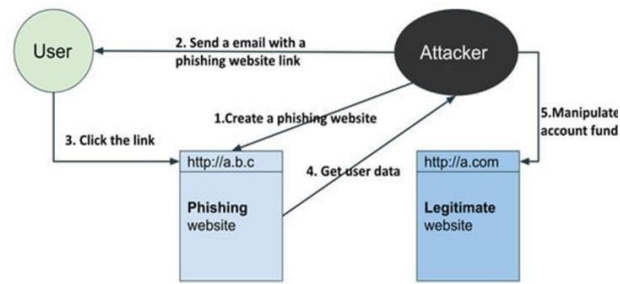 User
2. Send a email with a
phishing website link
Attacker
1.Create a phishing website
5.Manipulate
account fund
3. Click the link
http://a.b.c
4. Get user data
http://a.com
Phishing
website
Legitimate
website